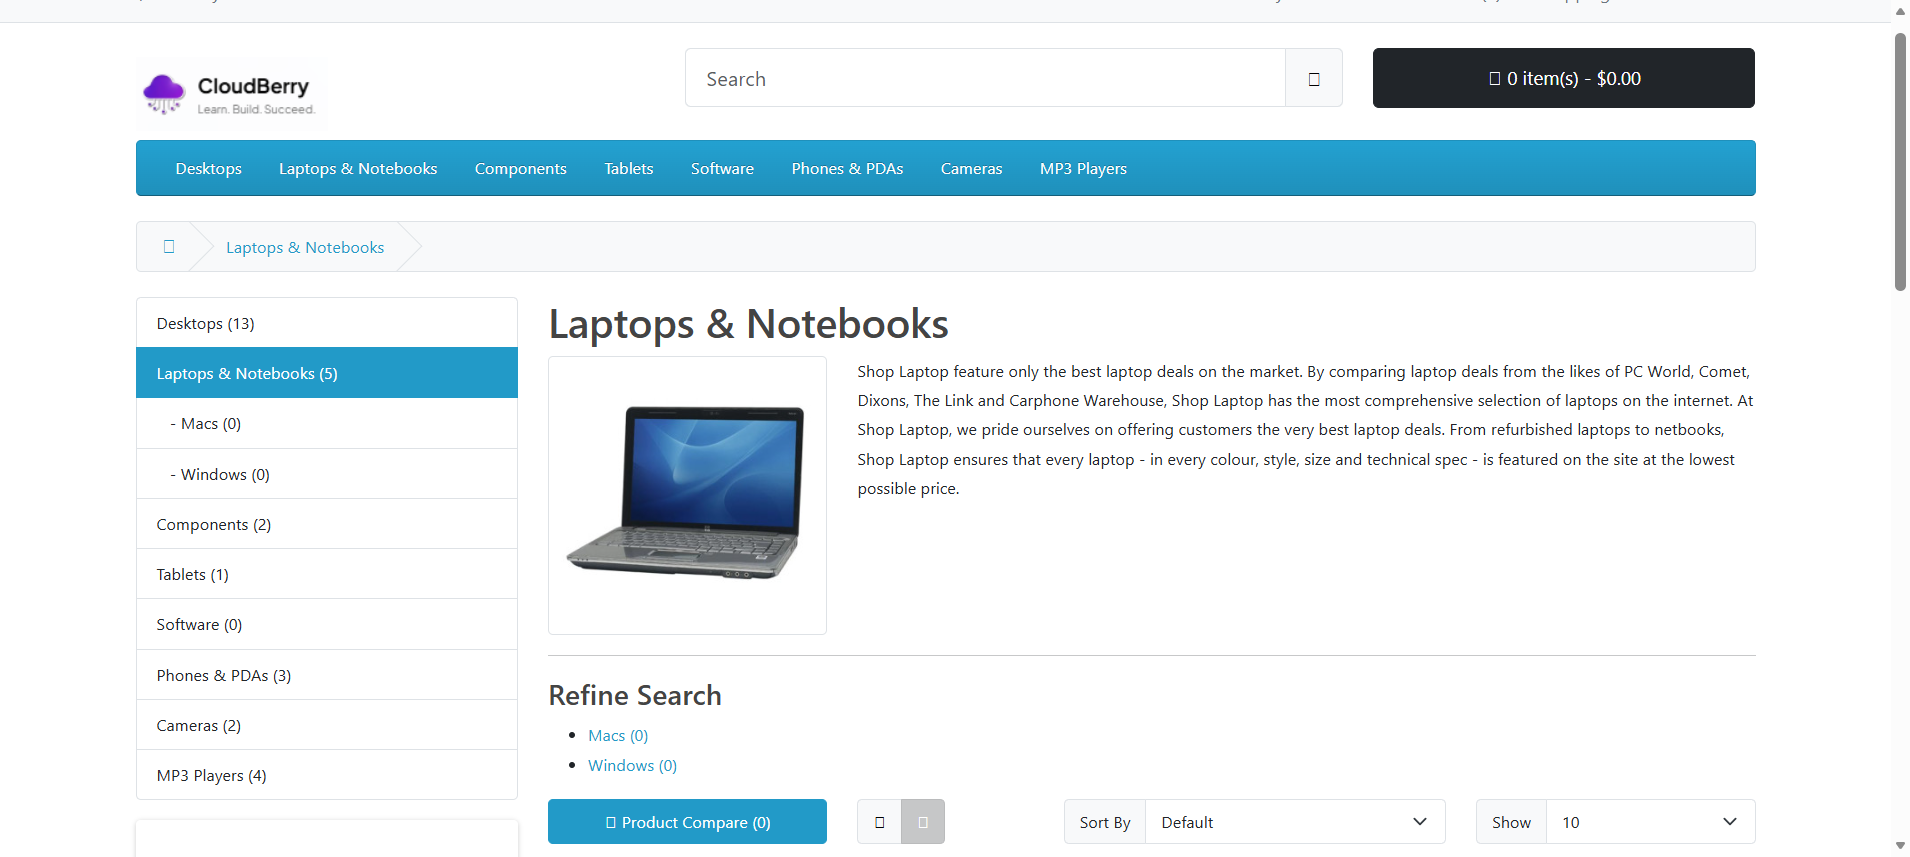 CloudBerry
Learn. Build. Succeed.
Search
0 item(s) - $0.00
Desktops
Laptops & Notebooks
Components
Tablets
Software
Phones & PDAs
Cameras
MP3 Players
Laptops & Notebooks
Desktops (13)
Laptops & Notebooks (5)
- Macs (0)
- Windows (0)
Components (2)
Tablets (1)
Software (0)
Phones & PDAs (3)
Cameras (2)
MP3 Players (4)
Laptops & Notebooks
Shop Laptop feature only the best laptop deals on the market. By comparing laptop deals from the likes of PC World, Comet,
Dixons, The Link and Carphone Warehouse, Shop Laptop has the most comprehensive selection of laptops on the internet. At
Shop Laptop, we pride ourselves on offering customers the very best laptop deals. From refurbished laptops to netbooks,
Shop Laptop ensures that every laptop - in every colour, style, size and technical spec - is featured on the site at the lowest
possible price.
Refine Search
Macs (0)
Windows (0)
Product Compare (0)
Sort By
Default
Show
10